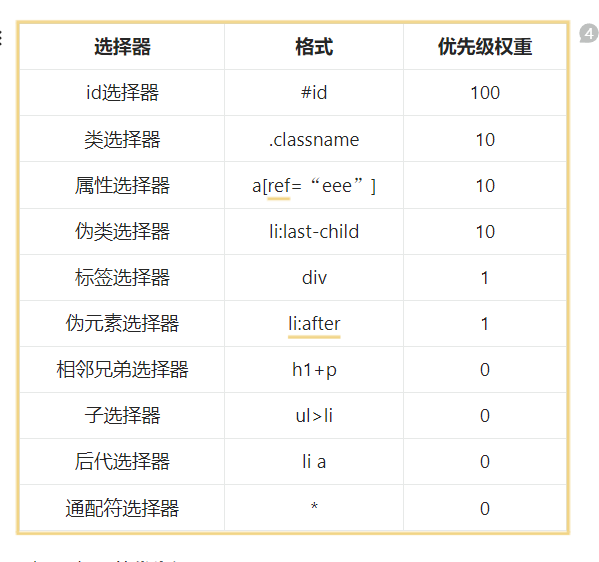 4
选择器 格式 优先级权重
id选择器 #id 100
类选择器 .classname 10
属性选择器 a[ref=“eee”] 10
伪类选择器 li:last-child 10
标签选择器 div 1
伪元素选择器 li:after 1
相邻兄弟选择器 h1+p 0
子选择器 ul>li 0
后代选择器 li a 0
通配符选择器 * 0